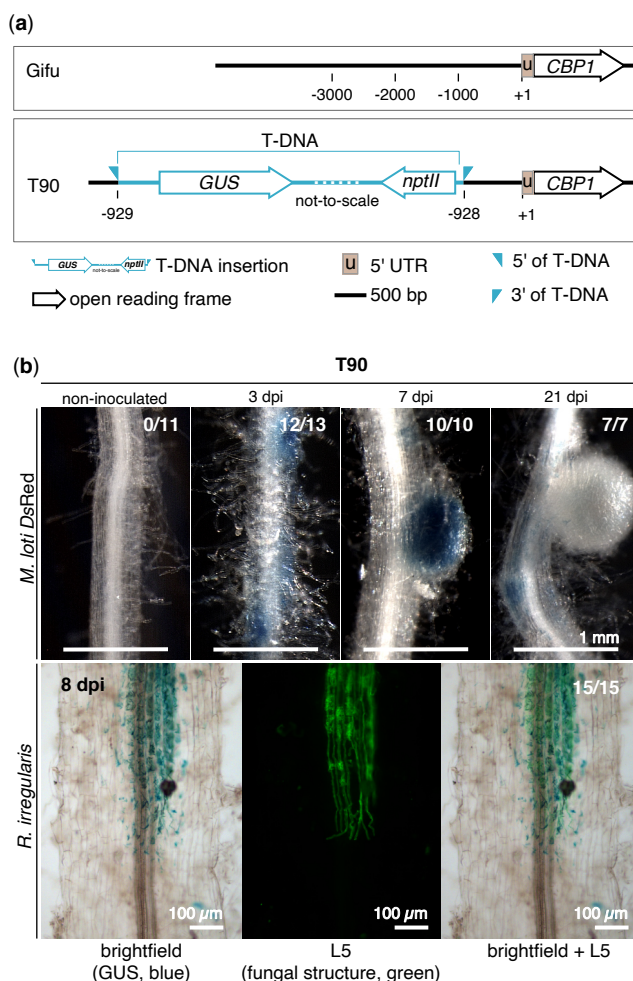 (a)
Gifu
u
CBP1
-3000
-2000
-1000
+1
T-DNA
T90
GUS
nptII
u
CBP1
not-to-scale
-929
-928
+1
GUS
nptII
not-to-scale
T-DNA insertion
u
5' UTR
5' of T-DNA
open reading frame
500 bp
3' of T-DNA
(b)
T90
non-inoculated
3 dpi
7 dpi
21 dpi
M. loti DsRed
0/11
12/13
10/10
7/7
1 mm
R. irregularis
8 dpi
15/15
100 µm
100 µm
100 µm
brightfield
(GUS, blue)
L5
(fungal structure, green)
brightfield + L5